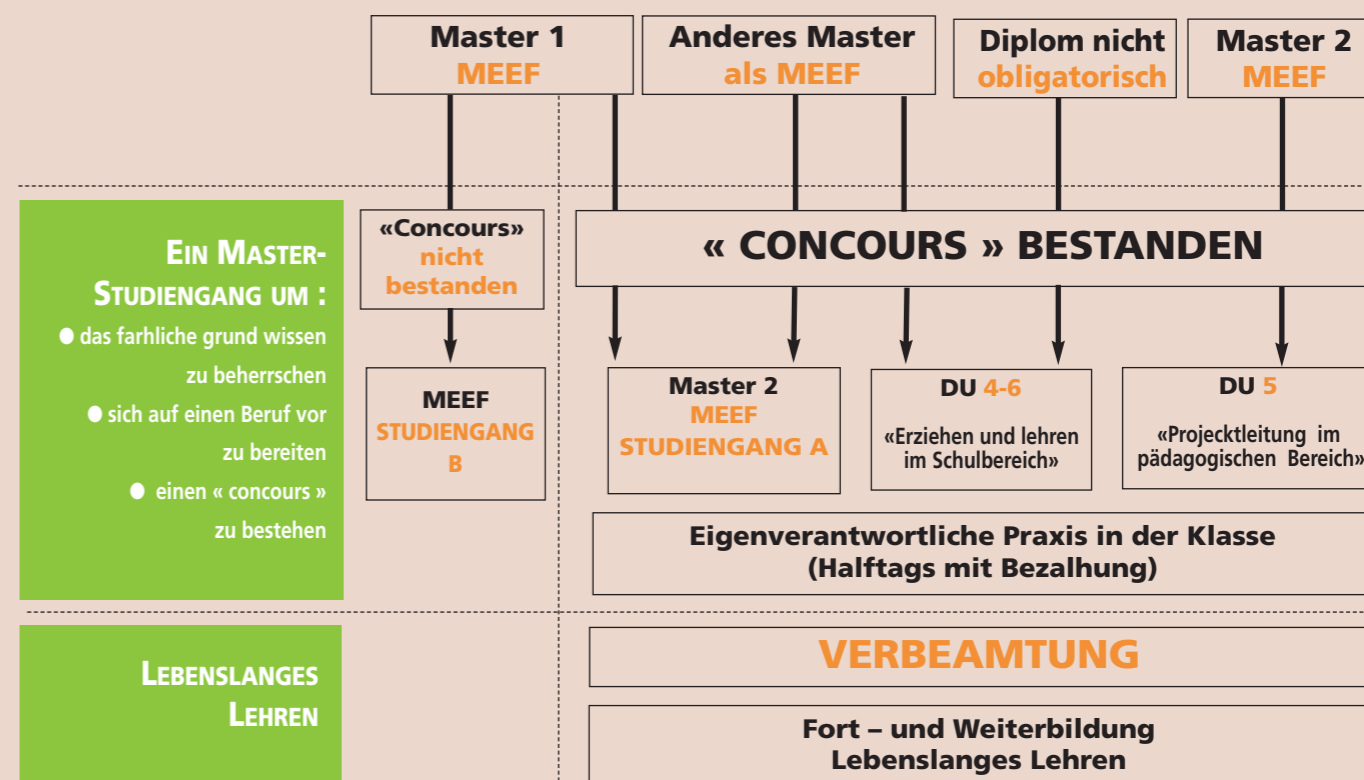 Master 1
MEEF
Anderes Master
als MEEF
Diplom nicht
obligatorisch
Master 2
MEEF
EIN MASTER-
STUDIENGANG UM :
● das farhliche grund wissen
zu beherrschen
● sich auf einen Beruf vor
zu bereiten
● einen « concours »
zu bestehen
«Concours»
nicht
bestanden
« CONCOURS » BESTANDEN
MEEF
STUDIENGANG
B
Master 2
MEEF
STUDIENGANG A
DU 4-6
«Erziehen und lehren
im Schulbereich»
DU 5
«Projecktleitung im
pädagogischen Bereich»
Eigenverantwortliche Praxis in der Klasse
(Halftags mit Bezalhung)
LEBENSLANGES
LEHREN
VERBEAMTUNG
Fort – und Weiterbildung
Lebenslanges Lehren